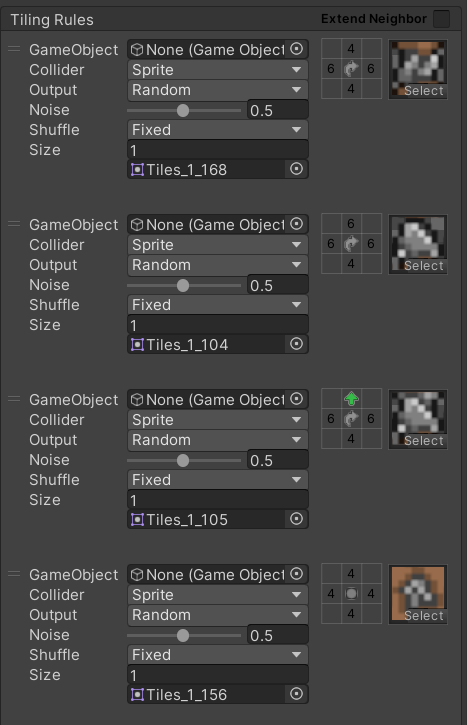 Tiling Rules Extend Neighbor
GameObject None (Game Object 4
Collider Sprite 6 6 Select
Output Random 4
Noise 0.5
Shuffle Fixed
Size 1
Tiles_1_168
GameObject None (Game Object 6
Collider Sprite 6 6 Select
Output Random 4
Noise 0.5
Shuffle Fixed
Size 1
Tiles_1_104
GameObject None (Game Object
Collider Sprite 6 6 Select
Output Random 4
Noise 0.5
Shuffle Fixed
Size 1
Tiles_1_105
GameObject None (Game Object 4
Collider Sprite 4 4 Select
Output Random 4
Noise 0.5
Shuffle Fixed
Size 1
Tiles_1_156